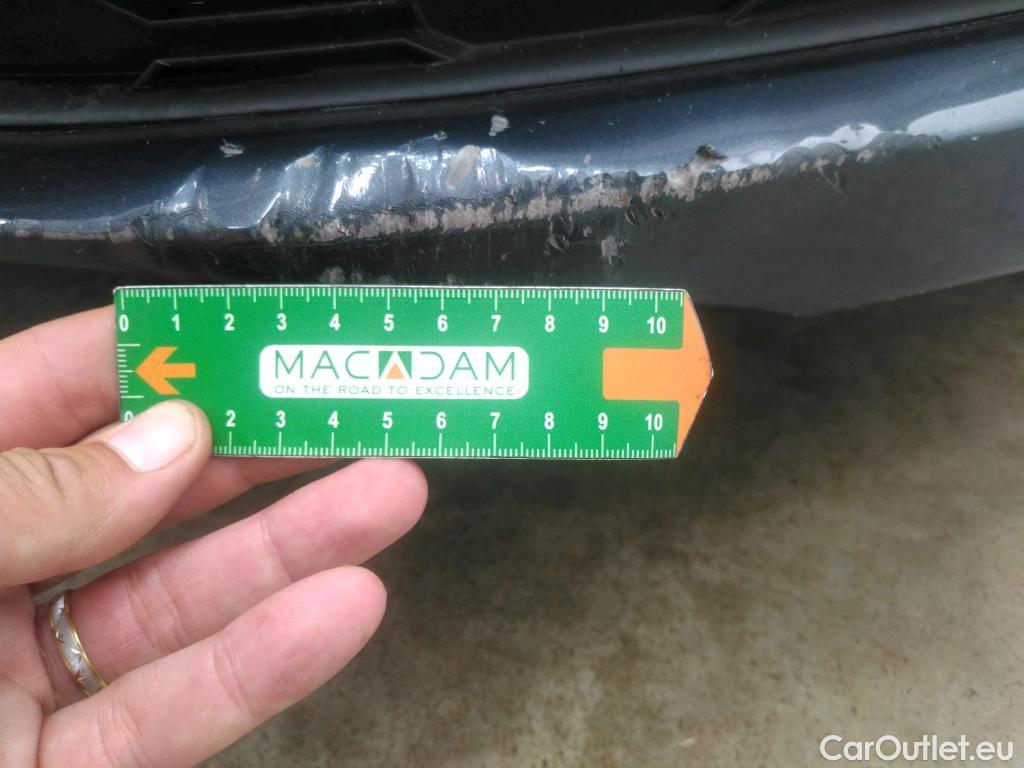 0 1 2 3 4 5 6 7 8 9 10
MACADAM
ON THE ROAD TO EXCELLENCE
0 2 3 4 5 6 7 8 9 10
CarOutlet.eu